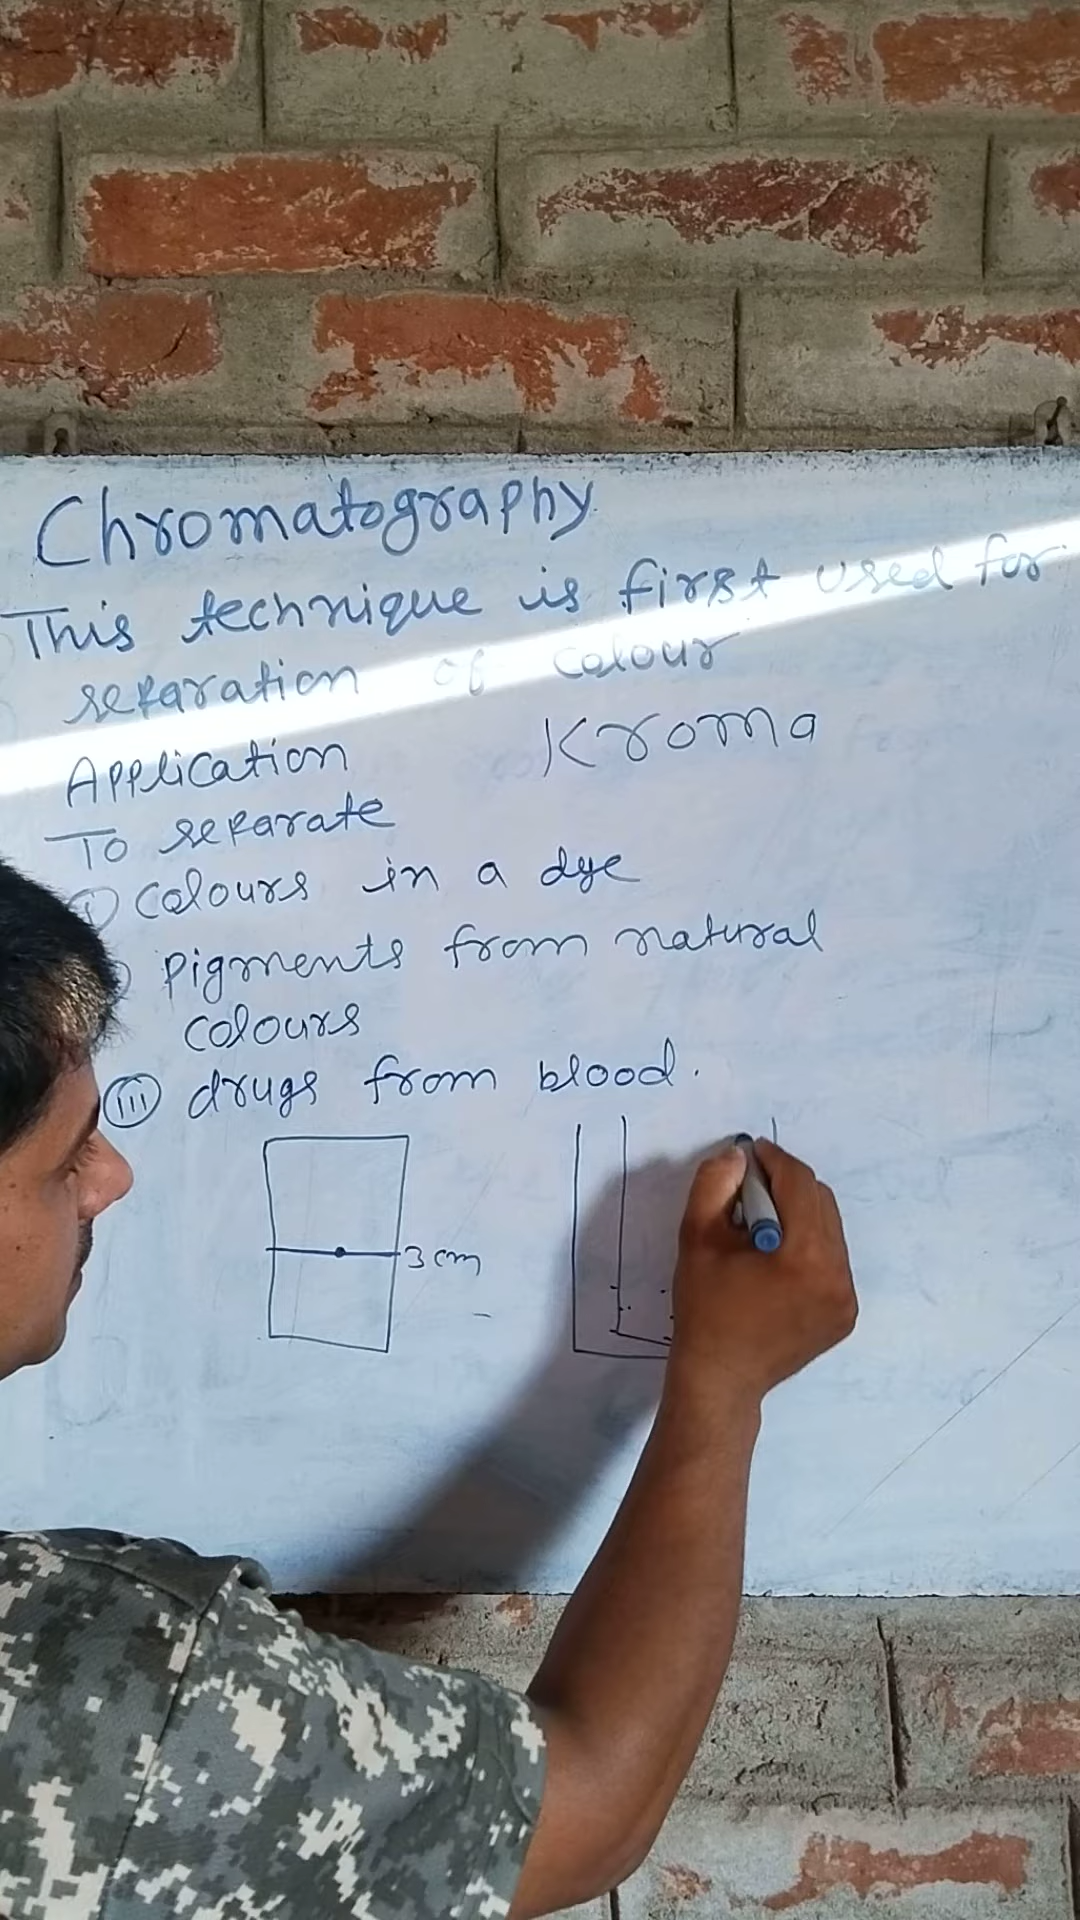 Chromatography
This technique is first used for
separation of colour
Application Kroma
To separate
i colours in a dye
pigments from natural
colours
iii drugs from blood.
3 cm